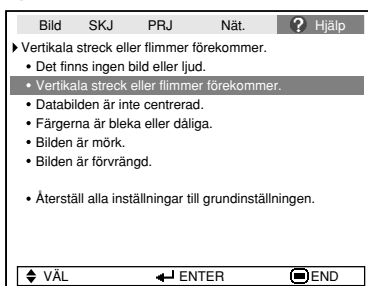 Bild SKJ PRJ Nät. ? Hjälp
Vertikala streck eller flimmer förekommer.
• Det finns ingen bild eller ljud.
• Vertikala streck eller flimmer förekommer.
• Databilden är inte centrerad.
• Färgerna är bleka eller dåliga.
• Bilden är mörk.
• Bilden är förvrängd.
• Återställ alla inställningar till grundinställningen.
VÄL ENTER END